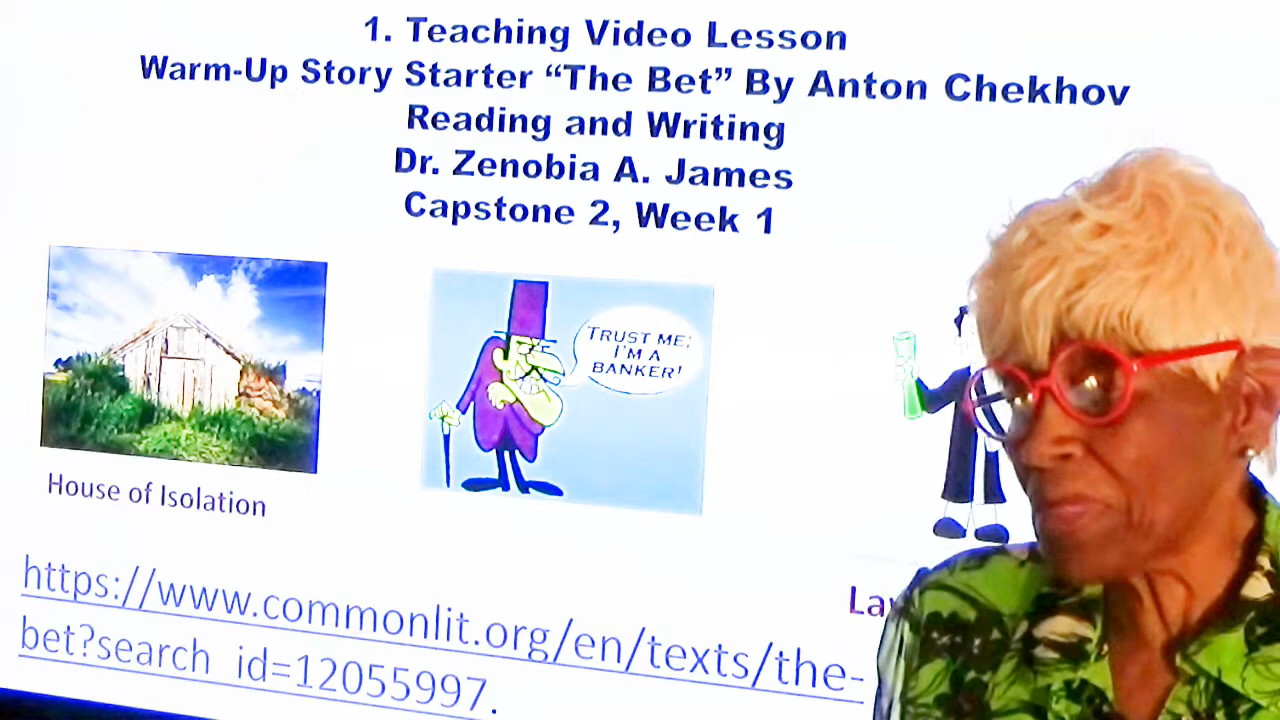 1. Teaching Video Lesson
Warm-Up Story Starter “The Bet” By Anton Chekhov
Reading and Writing
Dr. Zenobia A. James
Capstone 2, Week 1
TRUST ME;
I'M A
BANKER!
House of Isolation
https://www.commonlit.org/en/texts/the-
bet?search_id=12055997.